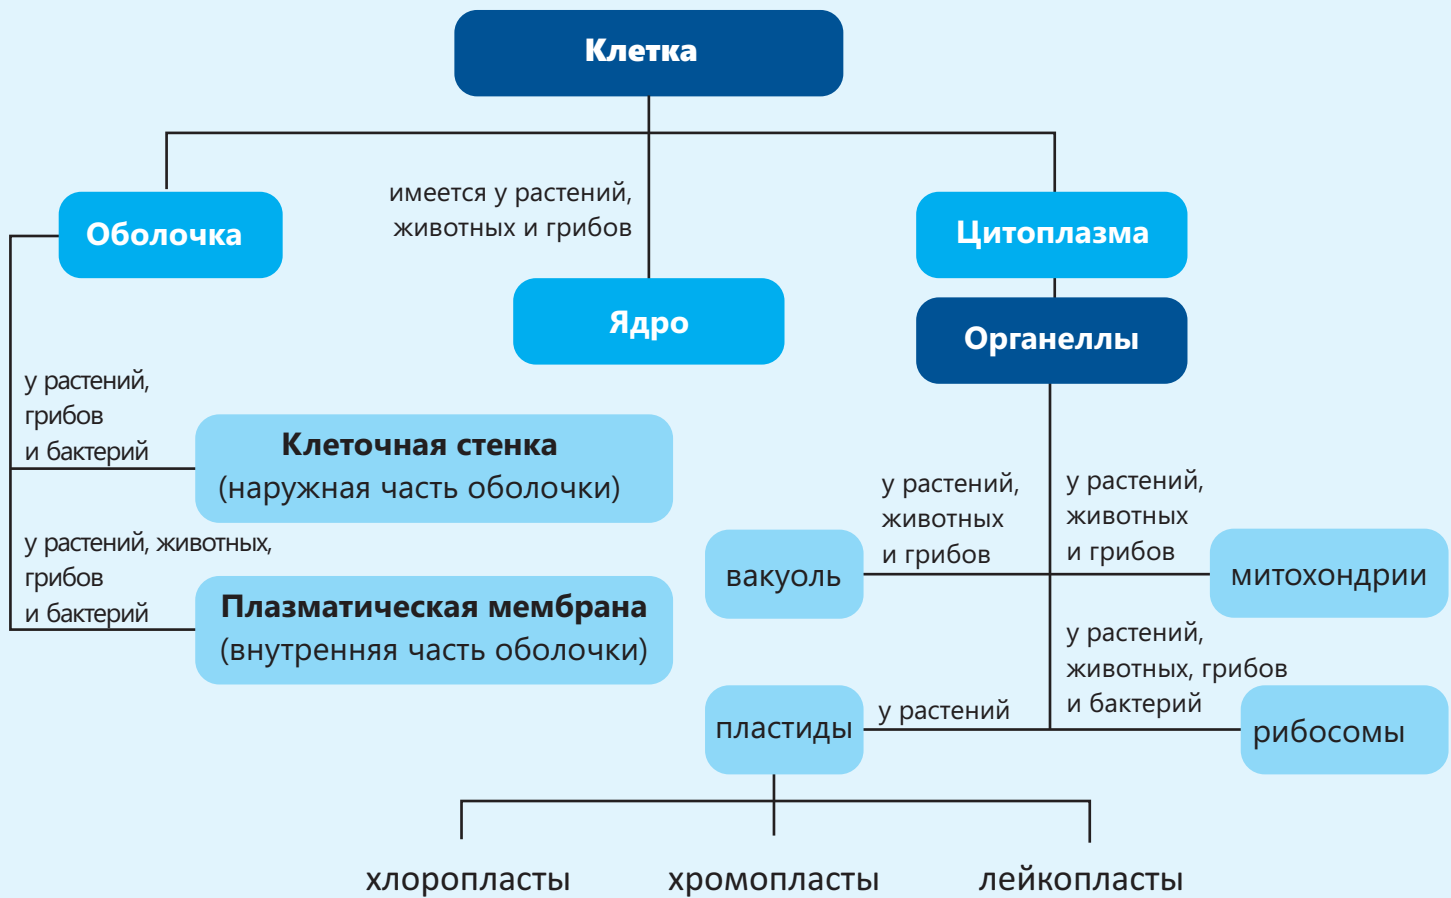 Клетка
имеется у растений,
животных и грибов
Оболочка
Цитоплазма
Ядро
Органеллы
у растений,
грибов
и бактерий
Клеточная стенка
(наружная часть оболочки)
у растений, животных,
грибов
и бактерий
Плазматическая мембрана
(внутренняя часть оболочки)
у растений,
животных
и грибов
вакуоль
у растений,
животных
и грибов
митохондрии
у растений
пластиды
у растений,
животных, грибов
и бактерий
рибосомы
хлоропласты
хромопласты
лейкопласты